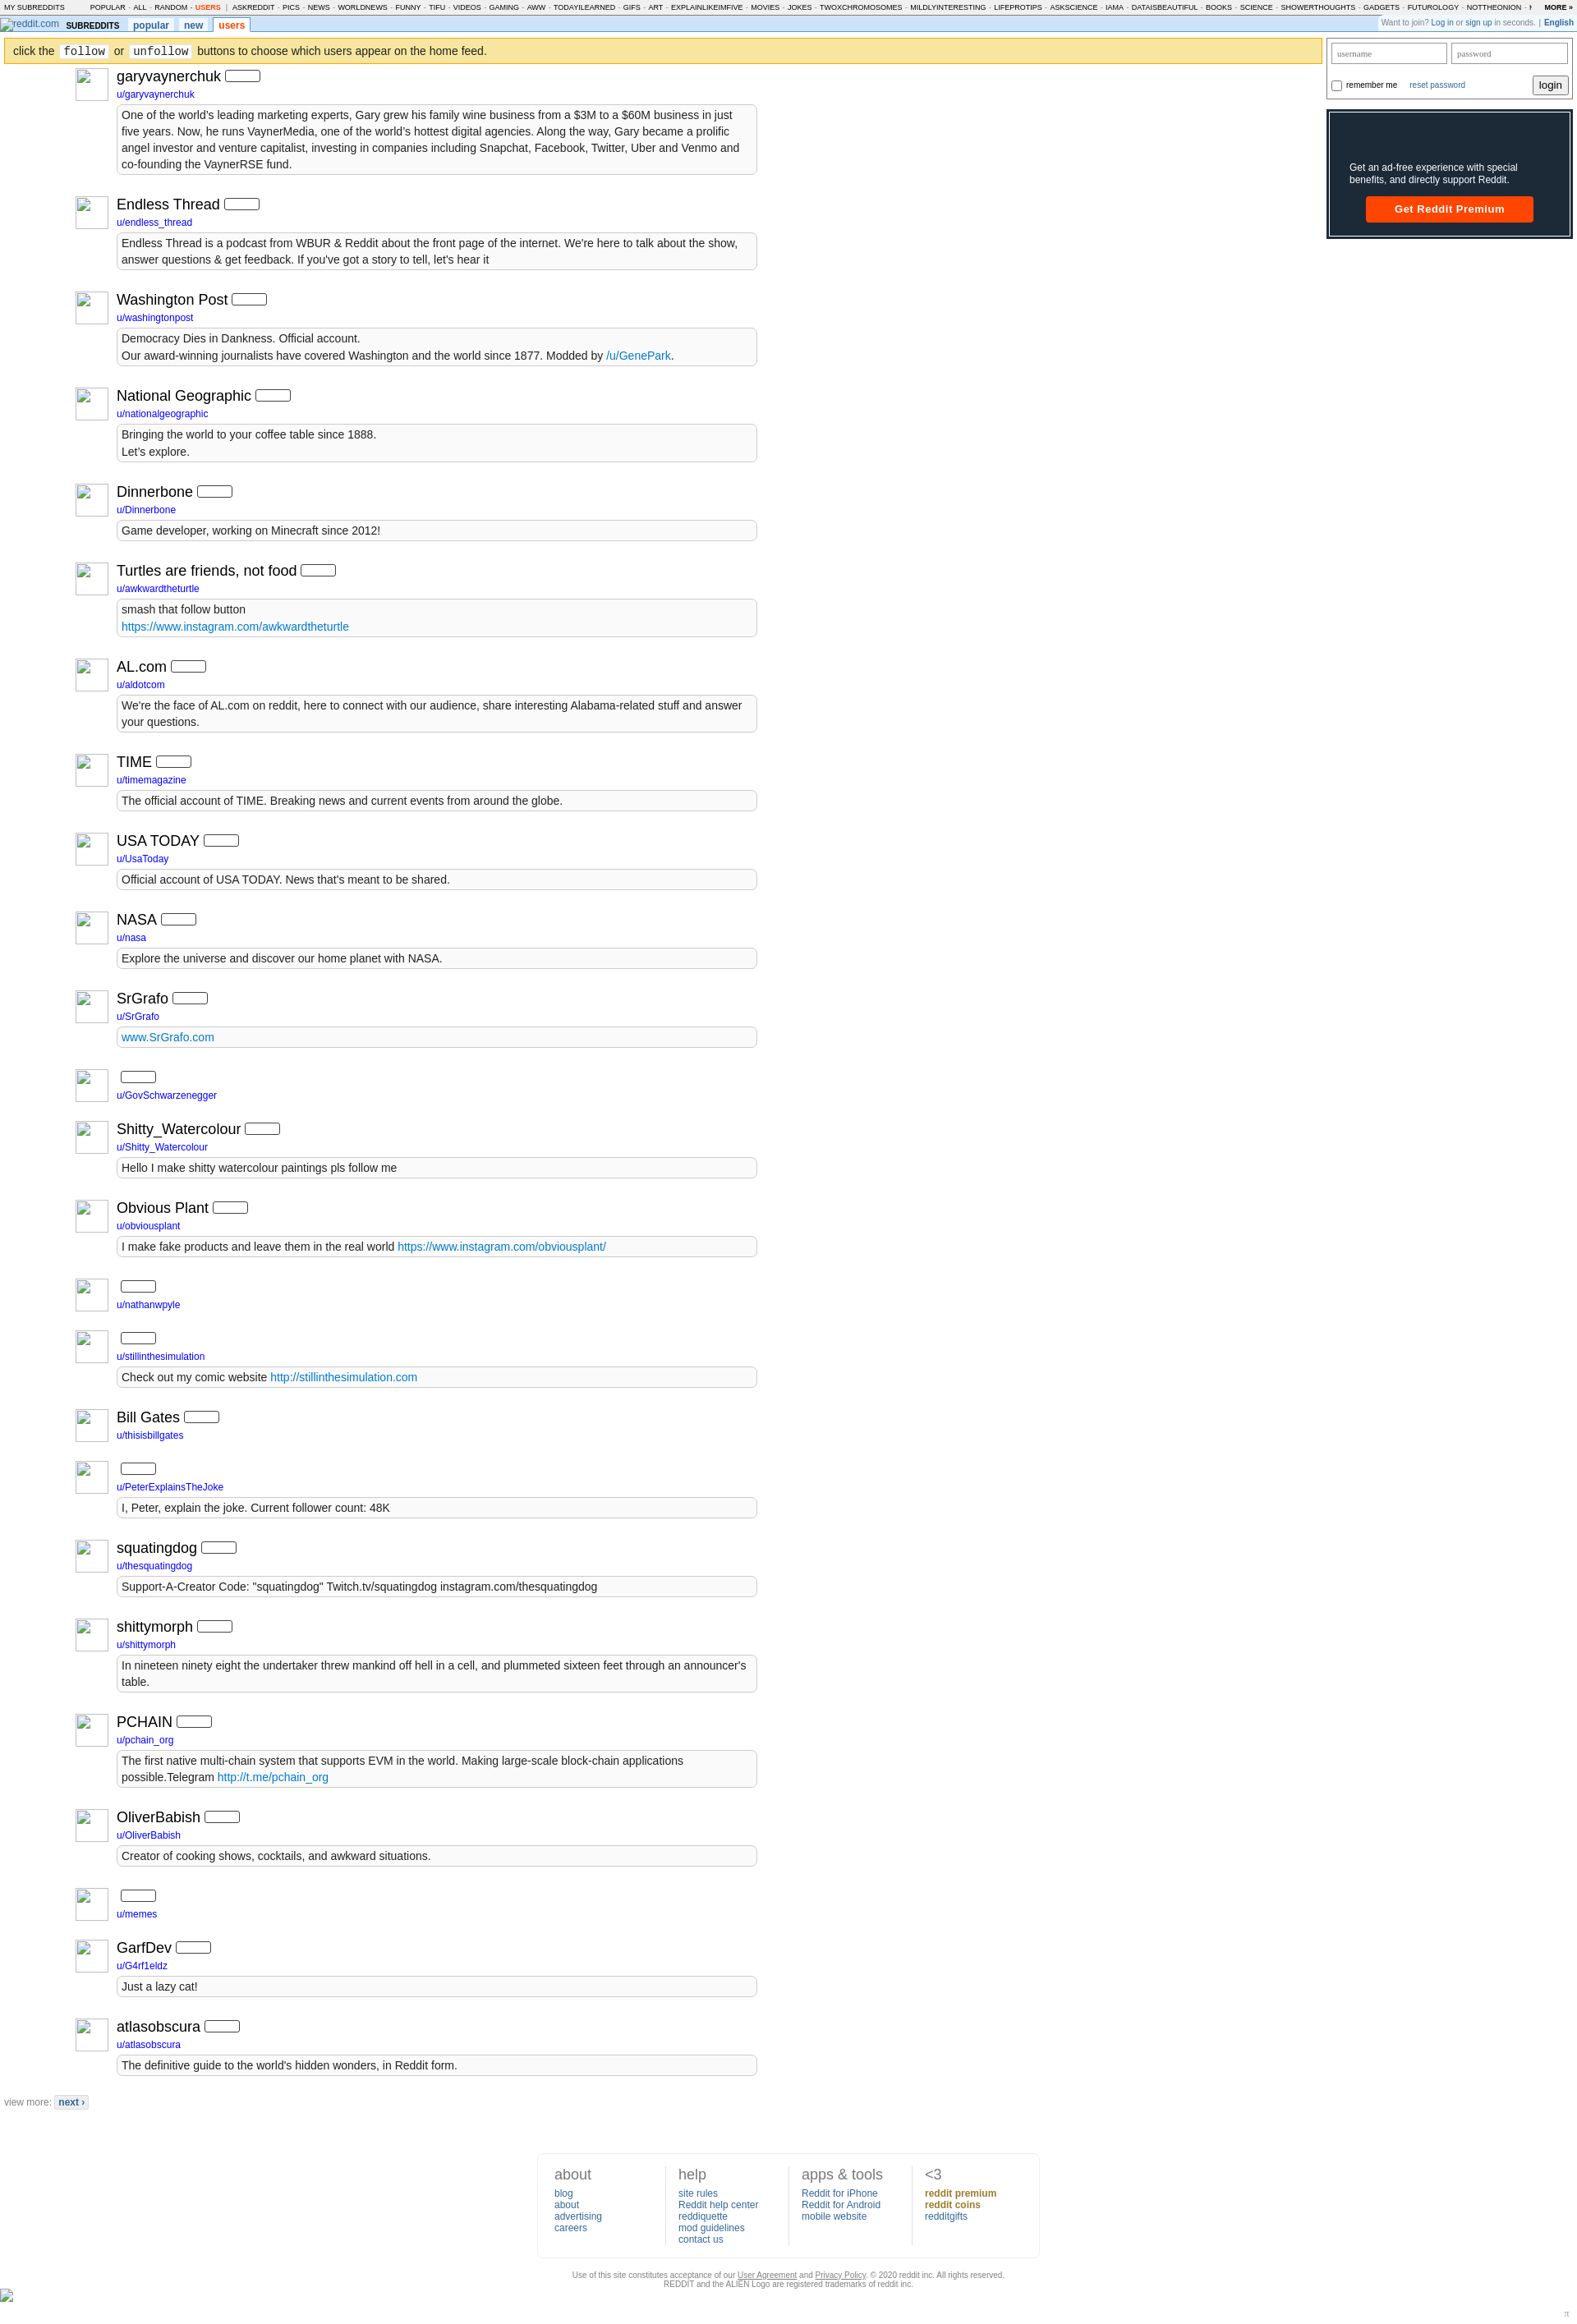 MY SUBREDDITS POPULAR - ALL - RANDOM - USERS | ASKREDDIT - PICS - NEWS - WORLDNEWS - FUNNY - TIFU - VIDEOS - GAMING - AWW - TODAYILEARNED - GIFS - ART - EXPLAINLIKEIMFIVE - MOVIES - JOKES - TWOXCHROMOSOMES - MILDLYINTERESTING - LIFEPROTIPS - ASKSCIENCE - IAMA - DATAISBEAUTIFUL - BOOKS - SCIENCE - SHOWERTHOUGHTS - GADGETS - FUTUROLOGY - NOTTHEONION - MORE »
reddit.com SUBREDDITS popular new users Want to join? Log in or sign up in seconds. | English
click the follow or unfollow buttons to choose which users appear on the home feed.
username password
remember me reset password login
Get an ad-free experience with special
benefits, and directly support Reddit.
Get Reddit Premium
garyvaynerchuk
u/garyvaynerchuk
One of the world's leading marketing experts, Gary grew his family wine business from a $3M to a $60M business in just
five years. Now, he runs VaynerMedia, one of the world's hottest digital agencies. Along the way, Gary became a prolific
angel investor and venture capitalist, investing in companies including Snapchat, Facebook, Twitter, Uber and Venmo and
co-founding the VaynerRSE fund.
Endless Thread
u/endless_thread
Endless Thread is a podcast from WBUR & Reddit about the front page of the internet. We're here to talk about the show,
answer questions & get feedback. If you've got a story to tell, let's hear it
Washington Post
u/washingtonpost
Democracy Dies in Dankness. Official account.
Our award-winning journalists have covered Washington and the world since 1877. Modded by /u/GenePark.
National Geographic
u/nationalgeographic
Bringing the world to your coffee table since 1888.
Let's explore.
Dinnerbone
u/Dinnerbone
Game developer, working on Minecraft since 2012!
Turtles are friends, not food
u/awkwardtheturtle
smash that follow button
https://www.instagram.com/awkwardtheturtle
AL.com
u/aldotcom
We're the face of AL.com on reddit, here to connect with our audience, share interesting Alabama-related stuff and answer
your questions.
TIME
u/timemagazine
The official account of TIME. Breaking news and current events from around the globe.
USA TODAY
u/UsaToday
Official account of USA TODAY. News that's meant to be shared.
NASA
u/nasa
Explore the universe and discover our home planet with NASA.
SrGrafo
u/SrGrafo
www.SrGrafo.com
u/GovSchwarzenegger
Shitty_Watercolour
u/Shitty_Watercolour
Hello I make shitty watercolour paintings pls follow me
Obvious Plant
u/obviousplant
I make fake products and leave them in the real world https://www.instagram.com/obviousplant/
u/nathanwpyle
u/stillinthesimulation
Check out my comic website http://stillinthesimulation.com
Bill Gates
u/thisisbillgates
u/PeterExplainsTheJoke
I, Peter, explain the joke. Current follower count: 48K
squatingdog
u/thesquatingdog
Support-A-Creator Code: "squatingdog" Twitch.tv/squatingdog instagram.com/thesquatingdog
shittymorph
u/shittymorph
In nineteen ninety eight the undertaker threw mankind off hell in a cell, and plummeted sixteen feet through an announcer's
table.
PCHAIN
u/pchain_org
The first native multi-chain system that supports EVM in the world. Making large-scale block-chain applications
possible.Telegram http://t.me/pchain_org
OliverBabish
u/OliverBabish
Creator of cooking shows, cocktails, and awkward situations.
u/memes
GarfDev
u/G4rf1eldz
Just a lazy cat!
atlasobscura
u/atlasobscura
The definitive guide to the world's hidden wonders, in Reddit form.
view more: next ›
about
blog
about
advertising
careers
help
site rules
Reddit help center
reddiquette
mod guidelines
contact us
apps & tools
Reddit for iPhone
Reddit for Android
mobile website
<3
reddit premium
reddit coins
redditgifts
Use of this site constitutes acceptance of our User Agreement and Privacy Policy. © 2020 reddit inc. All rights reserved.
REDDIT and the ALIEN Logo are registered trademarks of reddit inc.
π